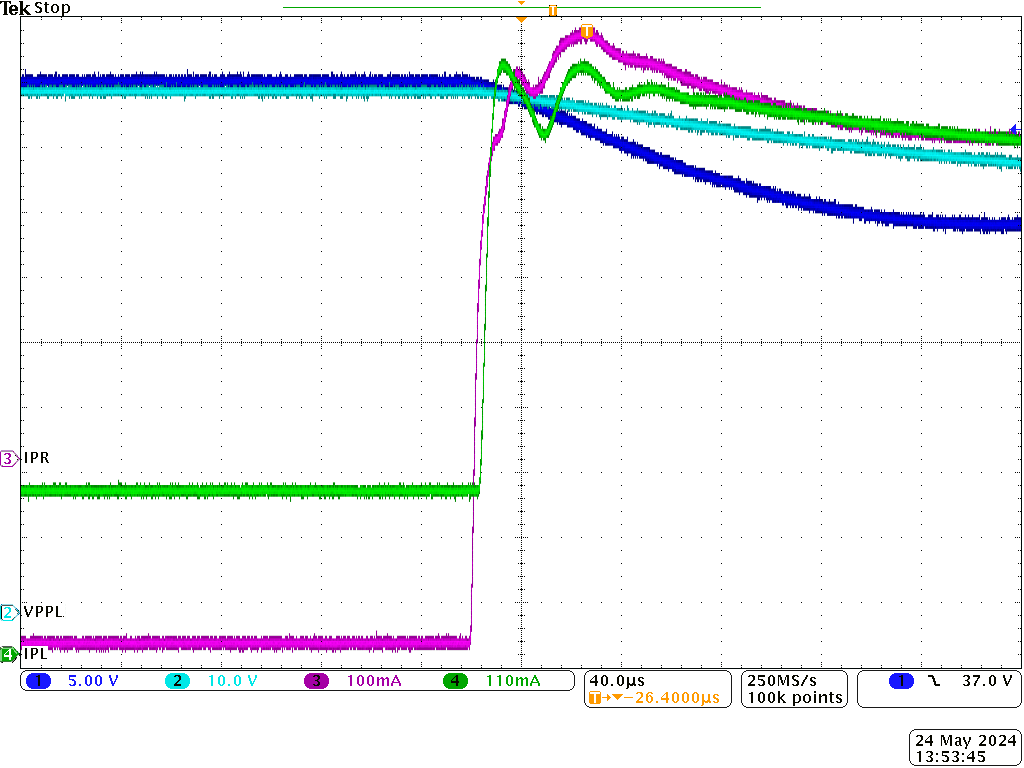 Tek Stop
T
T
3 IPR
2 VPPL
4 IPL
1 5.00 V 2 10.0 V 3 100mA 4 110mA
40.0µs
T→▼−26.4000µs
250MS/s
100k points
1 37.0 V
24 May 2024
13:53:45